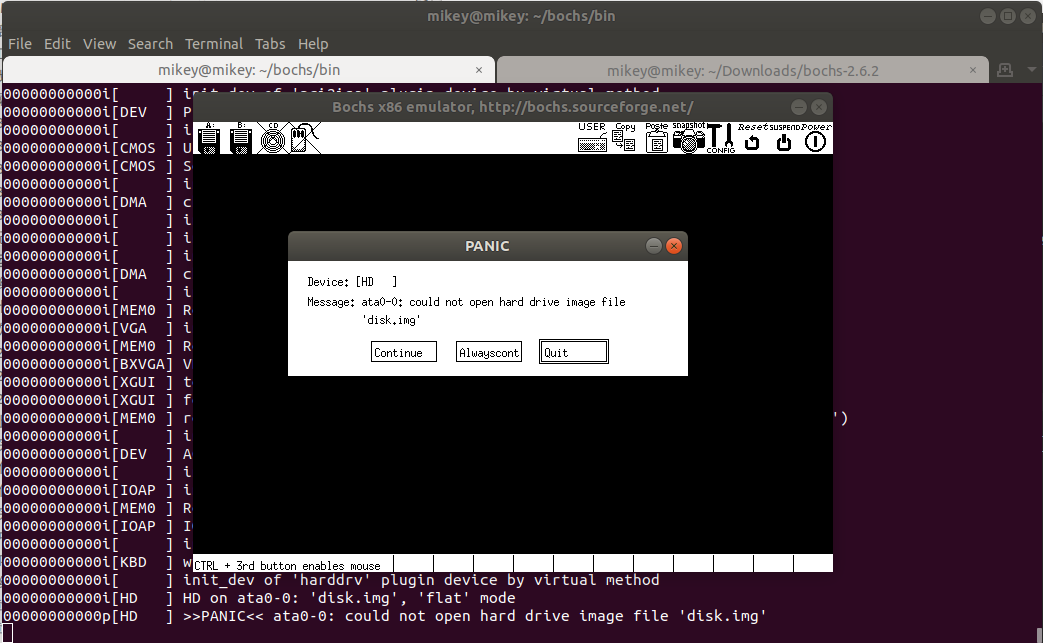 mikey@mikey: ~/bochs/bin
File Edit View Search Terminal Tabs Help
mikey@mikey: ~/bochs/bin × mikey@mikey: ~/Downloads/bochs-2.6.2 ×
00000000000i[ ] init_dev of 'pci2isa' plugin device by virtual method
Bochs x86 emulator, http://bochs.sourceforge.net/
00000000000i[DEV ] P
A: B: CD USER Copy Paste snapshot CONFIG Reset SUSPEND Power
00000000000i[ ] i
00000000000i[CMOS ] U
00000000000i[CMOS ] S
00000000000i[ ] i
00000000000i[DMA ] c
00000000000i[ ] i
00000000000i[ ] i
00000000000i[ ] i
00000000000i[DMA ] c
00000000000i[ ] i
00000000000i[MEM0 ] R
00000000000i[VGA ] i
00000000000i[MEM0 ] R
00000000000i[BXVGA] V
00000000000i[XGUI ] t
00000000000i[XGUI ] f
00000000000i[MEM0 ] r ')
00000000000i[ ] i
00000000000i[DEV ] A
00000000000i[ ] i
00000000000i[IOAP ] i
00000000000i[MEM0 ] R
00000000000i[IOAP ] I
00000000000i[ ] i
00000000000i[KBD ] w
PANIC
Device: [HD ]
Message: ata0-0: could not open hard drive image file
'disk.img'
Continue Alwayscont Quit
CTRL + 3rd button enables mouse
00000000000i[ ] init_dev of 'harddrv' plugin device by virtual method
00000000000i[HD ] HD on ata0-0: 'disk.img', 'flat' mode
00000000000p[HD ] >>PANIC<< ata0-0: could not open hard drive image file 'disk.img'